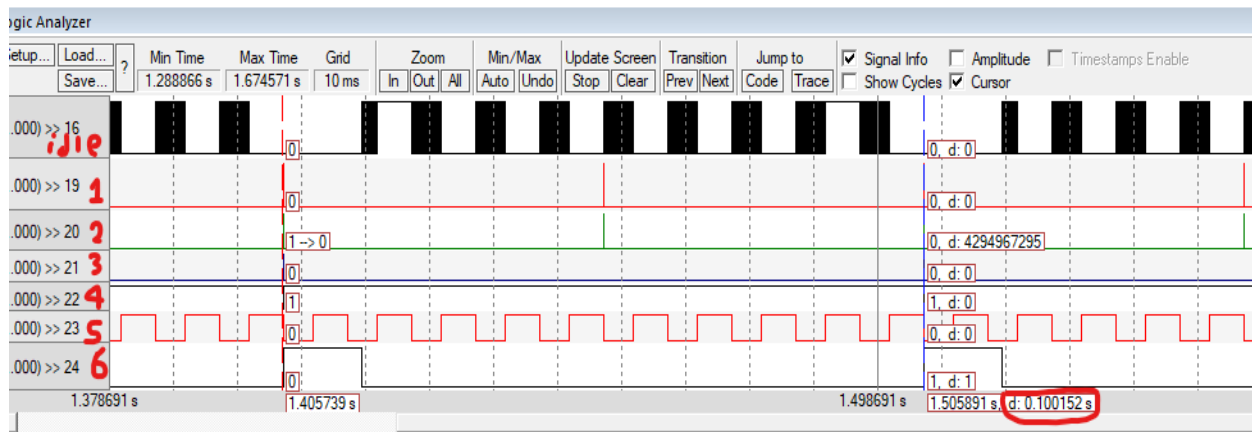 ogic Analyzer
Setup... Load... ? Min Time Max Time Grid Zoom Min/Max Update Screen Transition Jump to Signal Info Amplitude Timestamps Enable
Save... 1.288866 s 1.674571 s 10 ms In Out All Auto Undo Stop Clear Prev Next Code Trace Show Cycles Cursor
.000) >> 16
idle
0 0, d: 0
.000) >> 19 1
0 0, d: 0
.000) >> 20 2
1 --> 0 0, d: 4294967295
.000) >> 21 3
0 0, d: 0
.000) >> 22 4
1 1, d: 0
.000) >> 23 5
0 0, d: 0
.000) >> 24 6
0 1, d: 1
1.378691 s 1.405739 s 1.498691 s 1.505891 s, d: 0.100152 s